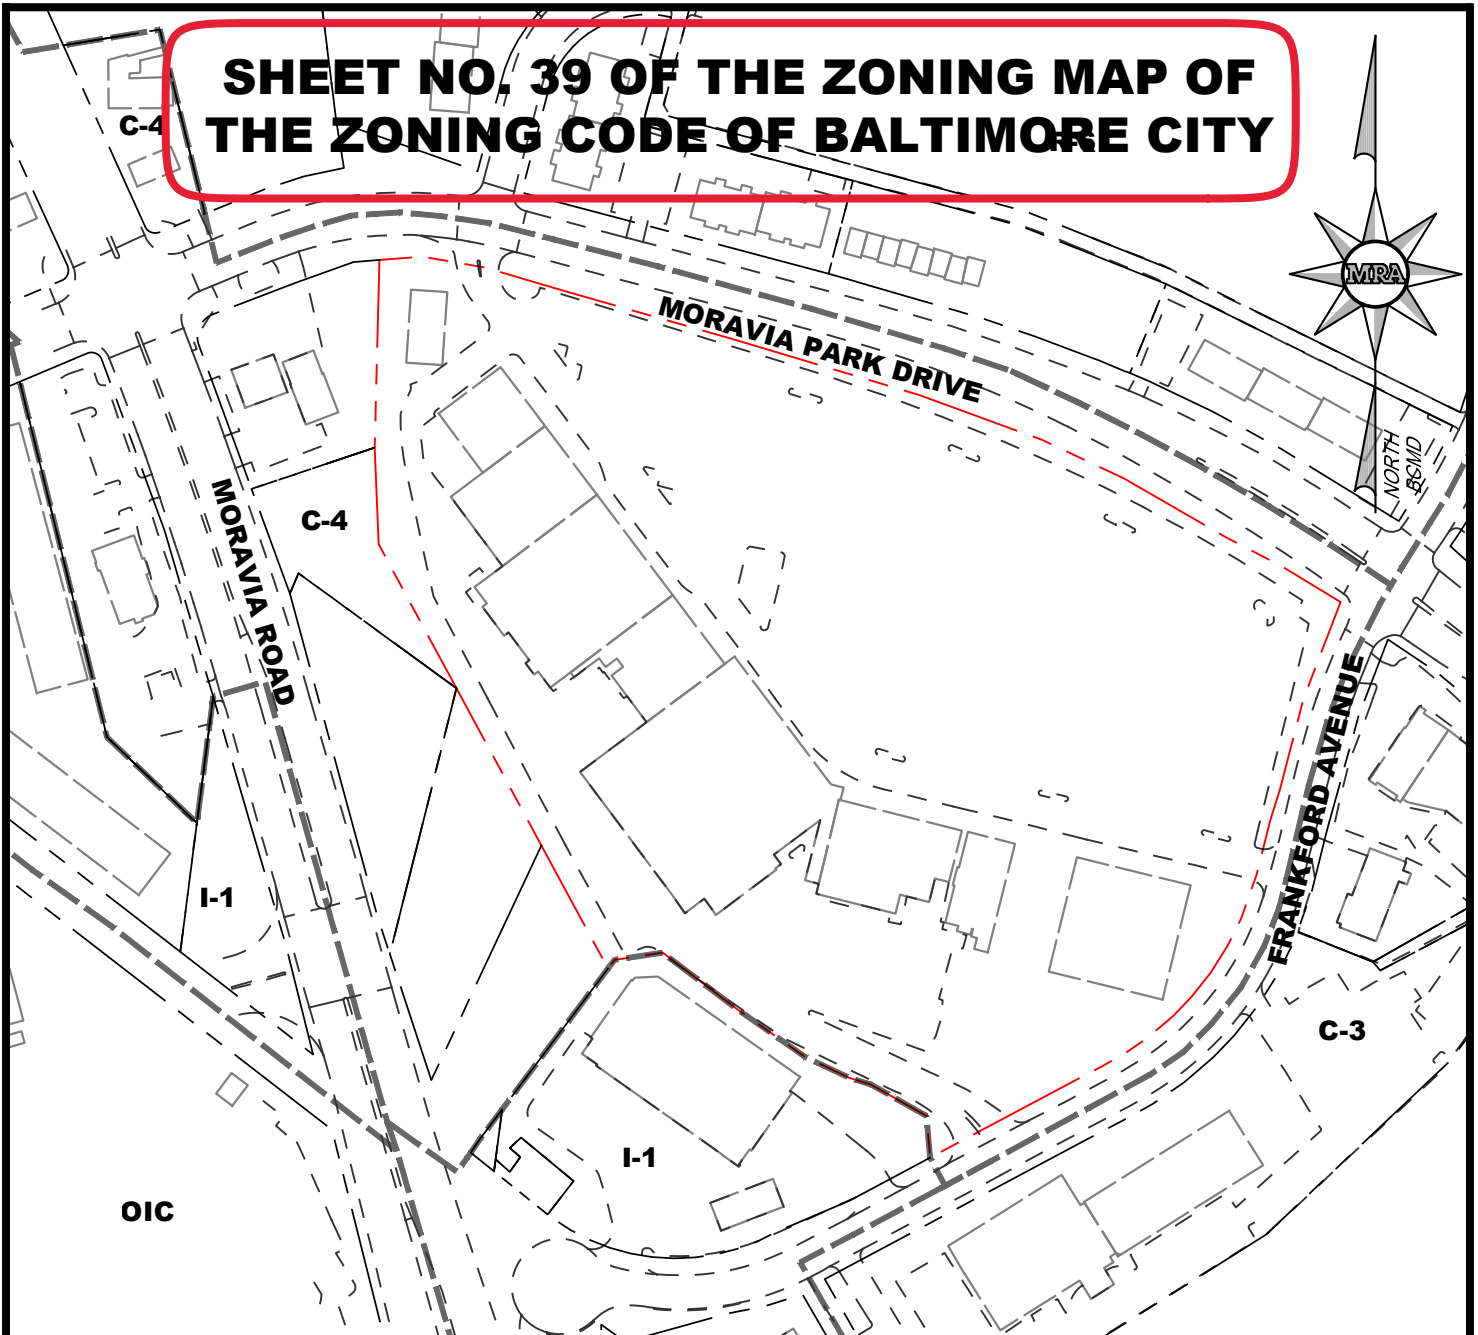 SHEET NO. 39 OF THE ZONING MAP OF
THE ZONING CODE OF BALTIMORE CITY
C-4
MRA
MORAVIA PARK DRIVE
NORTH
BCMD
MORAVIA ROAD
C-4
FRANKFORD AVENUE
I-1
C-3
I-1
OIC